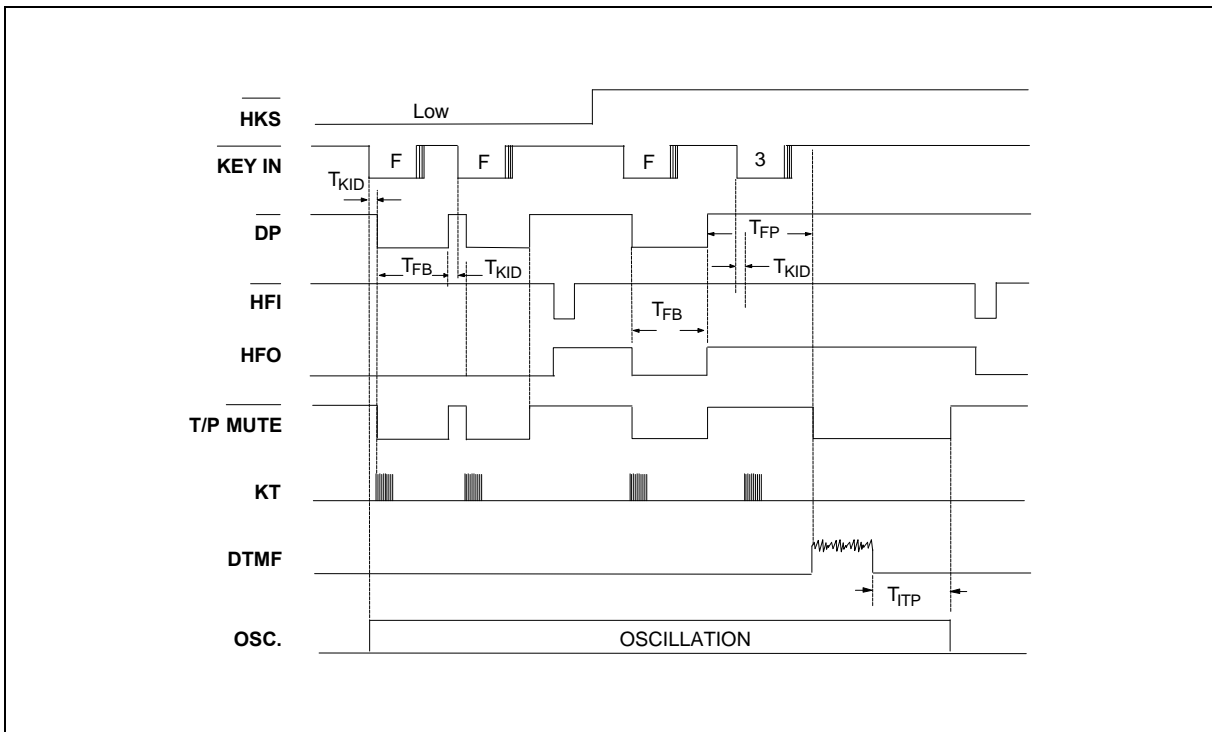 HKS
Low
KEY IN
F
F
F
3
TKID
DP
TFP
TFB
TKID
TKID
HFI
TFB
HFO
T/P MUTE
KT
DTMF
TITP
OSC.
OSCILLATION